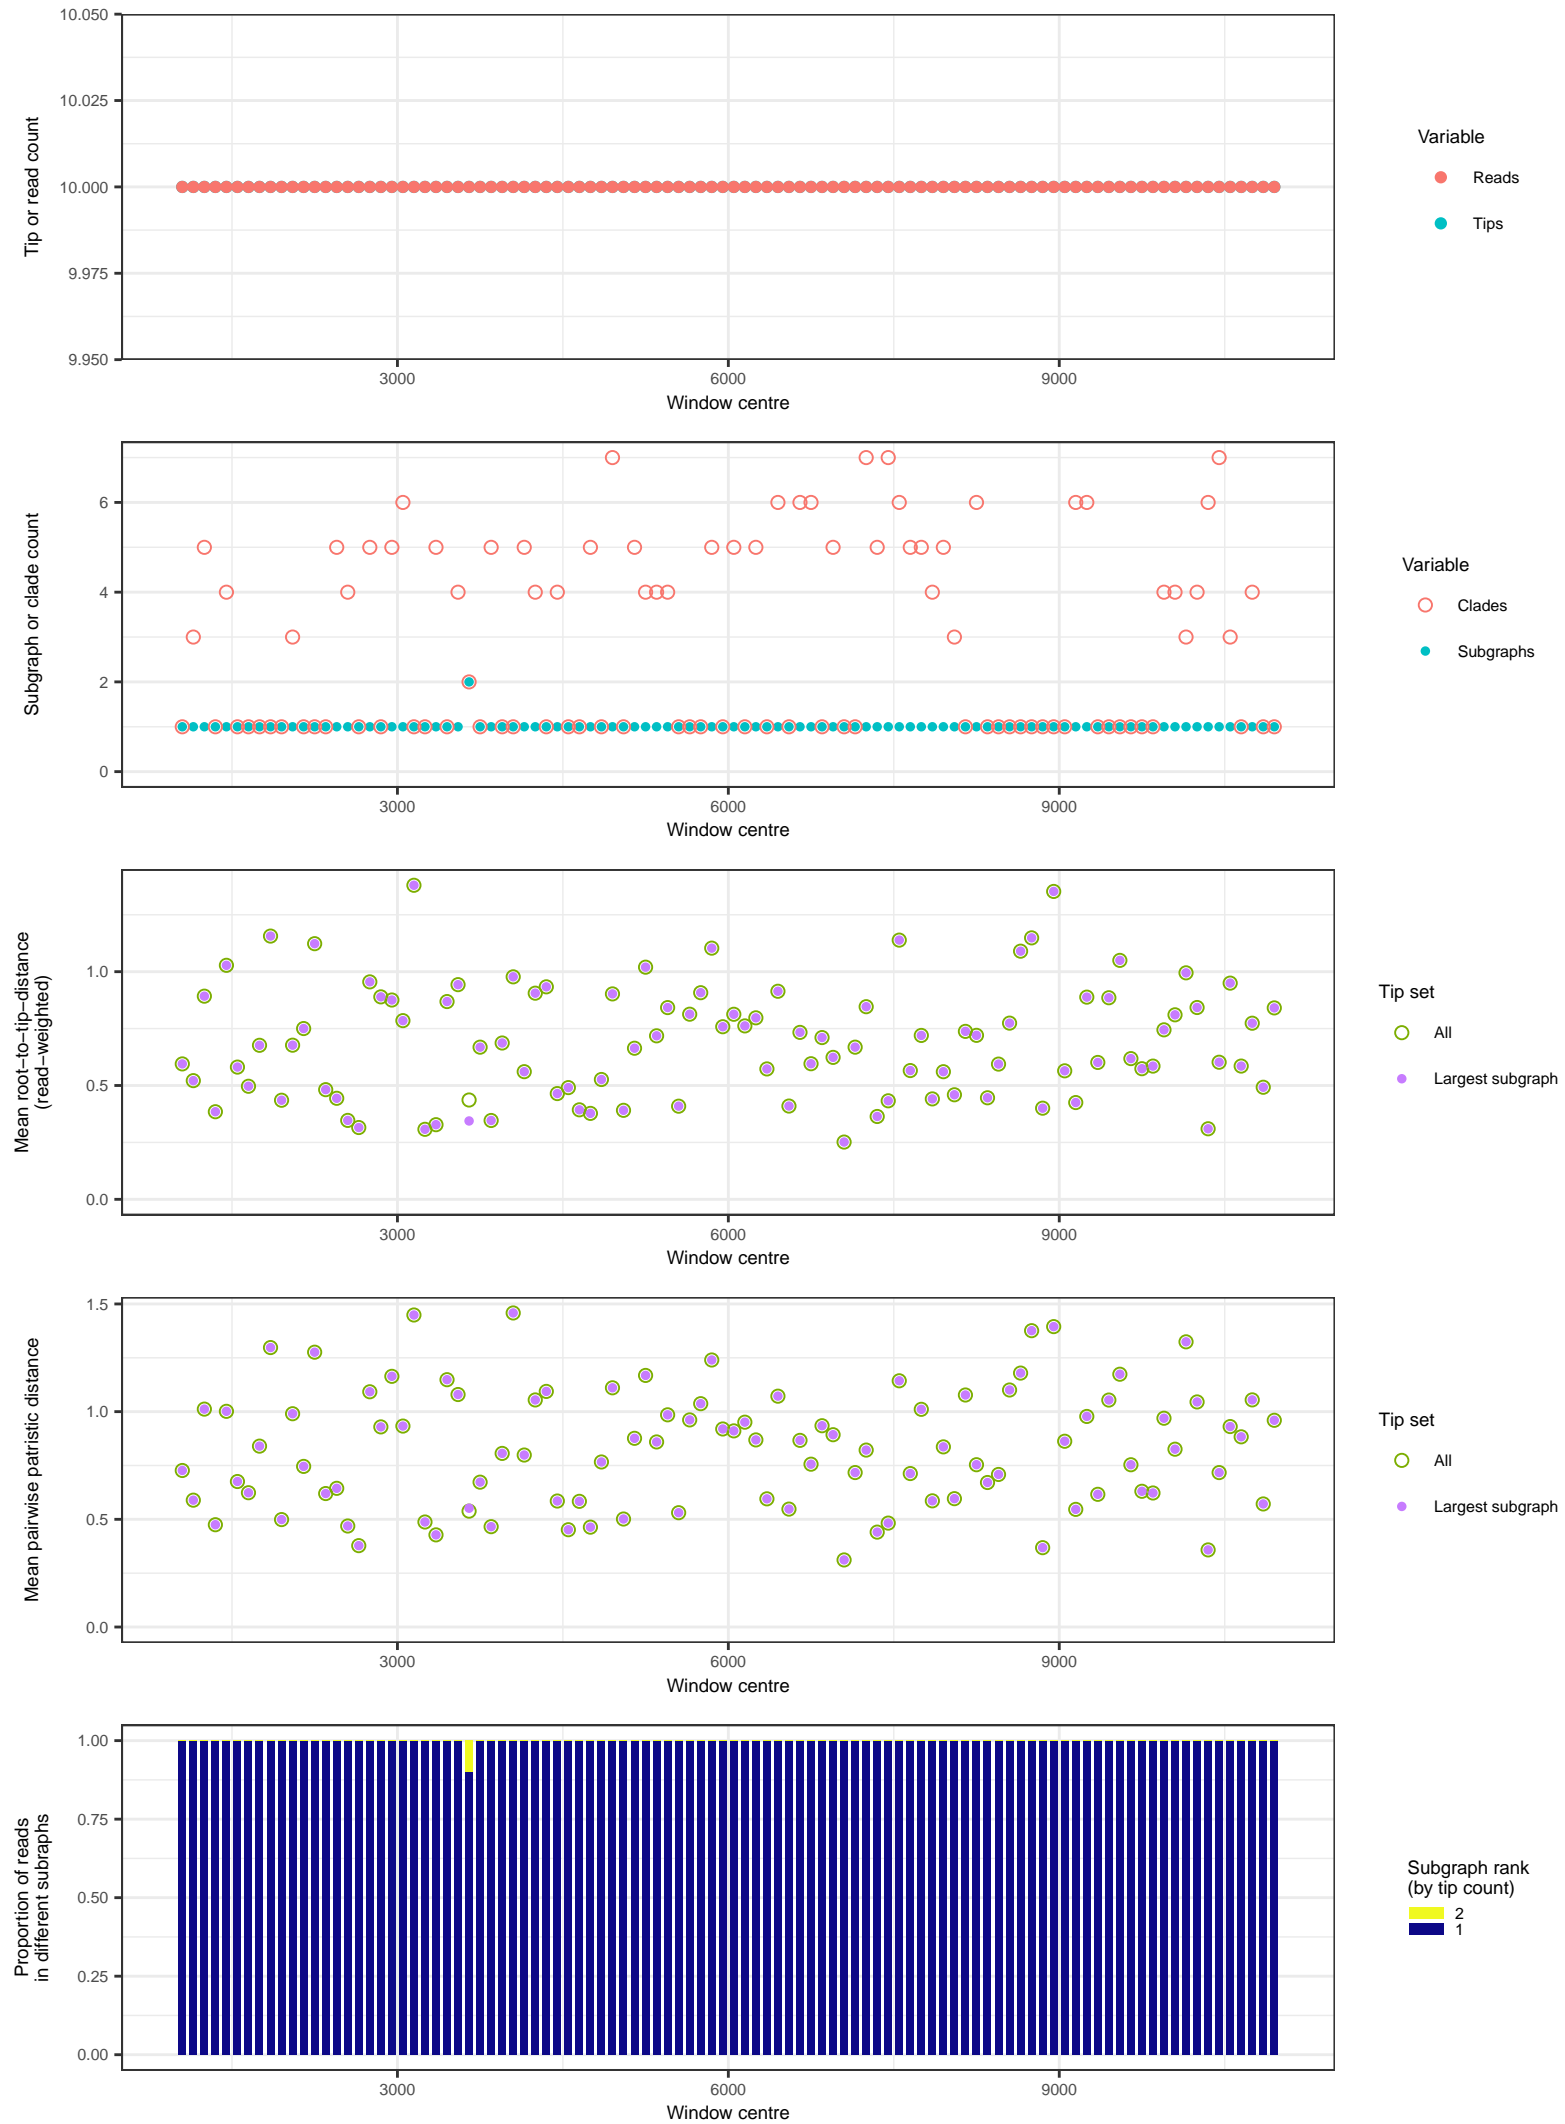 10.050
10.025
10.000
9.975
9.950
Tip or read count
3000 6000 9000
Window centre
Variable
Reads
Tips
6
4
2
0
Subgraph or clade count
3000 6000 9000
Window centre
Variable
Clades
Subgraphs
1.0
0.5
0.0
Mean root−to−tip−distance
(read−weighted)
3000 6000 9000
Window centre
Tip set
All
Largest subgraph
1.5
1.0
0.5
0.0
Mean pairwise patristic distance
3000 6000 9000
Window centre
Tip set
All
Largest subgraph
1.00
0.75
0.50
0.25
0.00
Proportion of reads
in different subraphs
3000 6000 9000
Window centre
Subgraph rank
(by tip count)
2
1